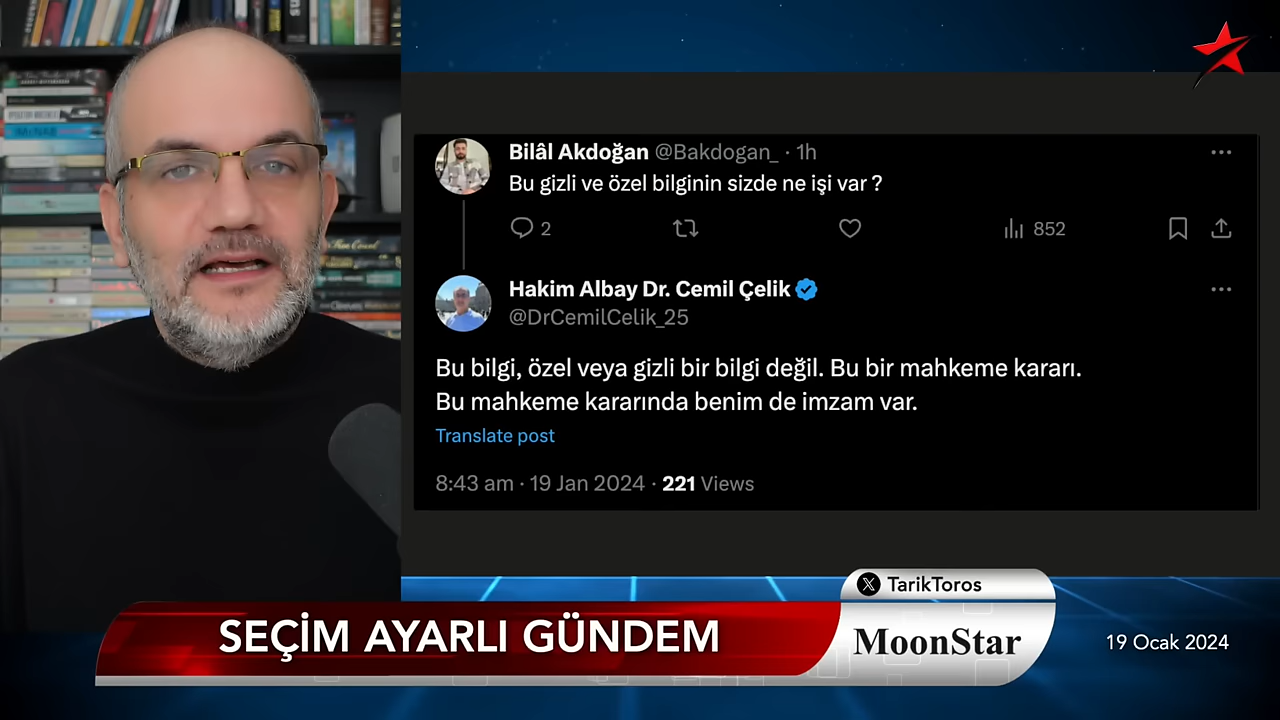 Bilâl Akdoğan @Bakdogan_ · 1h
Bu gizli ve özel bilginin sizde ne işi var ?
2
852
Hakim Albay Dr. Cemil Çelik
@DrCemilCelik_25
Bu bilgi, özel veya gizli bir bilgi değil. Bu bir mahkeme kararı.
Bu mahkeme kararında benim de imzam var.
Translate post
8:43 am · 19 Jan 2024 · 221 Views
TarikToros
SEÇİM AYARLI GÜNDEM
MoonStar
19 Ocak 2024